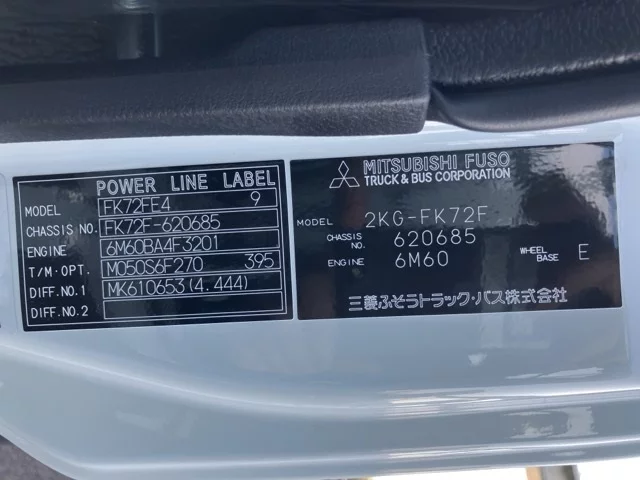 POWER LINE LABEL
MODEL FK72FE4 9
CHASSIS NO. FK72F-620685
ENGINE 6M60BA4F3201
T/M・OPT. M050S6F270 395
DIFF.NO.1 MK610653(4.444)
DIFF.NO.2
MITSUBISHI FUSO
TRUCK & BUS CORPORATION
MODEL 2KG-FK72F
CHASSIS NO. 620685
ENGINE NO. 6M60 WHEEL BASE E
三菱ふそうトラック・バス株式会社